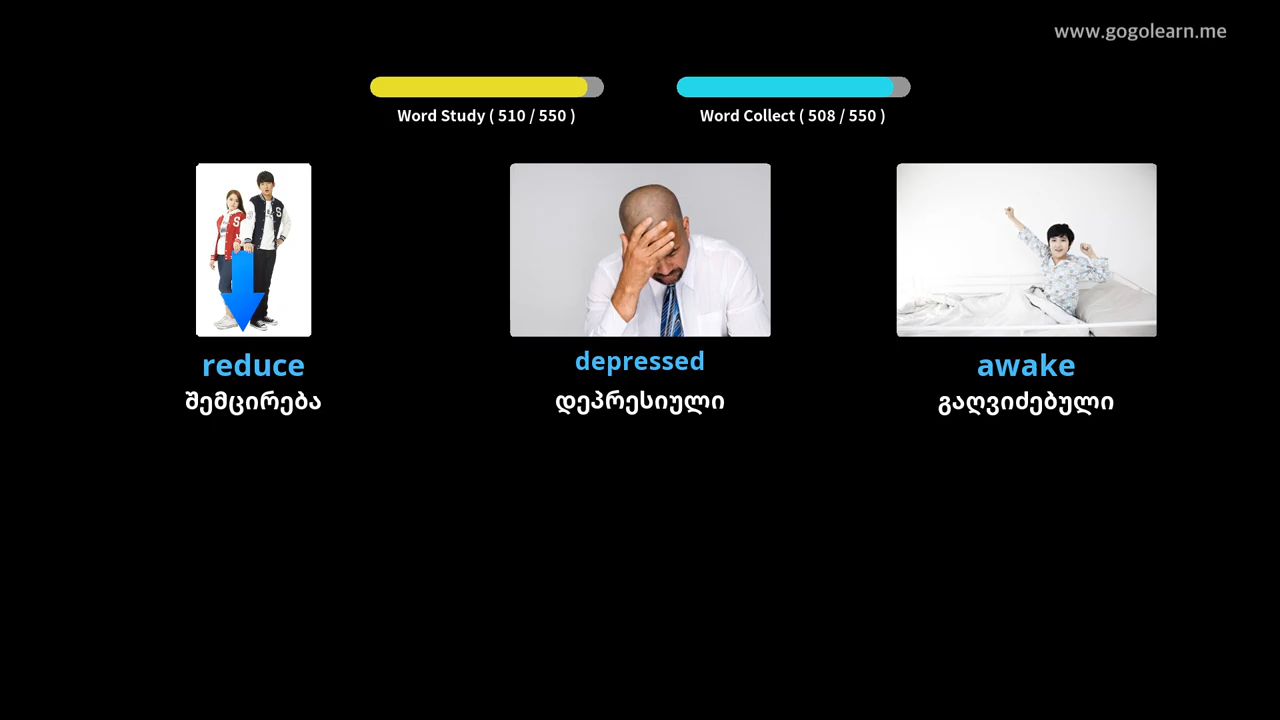 www.gogolearn.me
Word Study ( 510 / 550 )
Word Collect ( 508 / 550 )
S
S
reduce
depressed
awake
შემცირება
დეპრესიული
გაღვიძებული